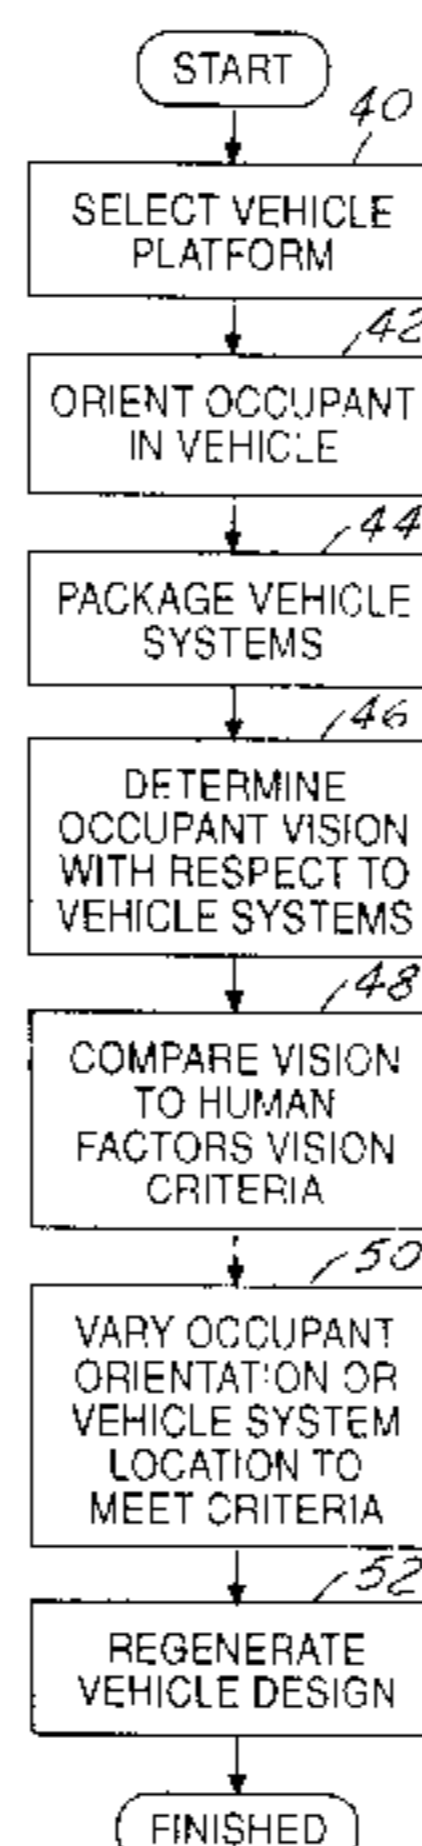 START
40
SELECT VEHICLE
PLATFORM
42
ORIENT OCCUPANT
IN VEHICLE
44
PACKAGE VEHICLE
SYSTEMS
46
DETERMINE
OCCUPANT VISION
WITH RESPECT TO
VEHICLE SYSTEMS
48
COMPARE VISION
TO HUMAN
FACTORS VISION
CRITERIA
50
VARY OCCUPANT
ORIENTATION OR
VEHICLE SYSTEM
LOCATION TO
MEET CRITERIA
52
REGENERATE
VEHICLE DESIGN
FINISHED